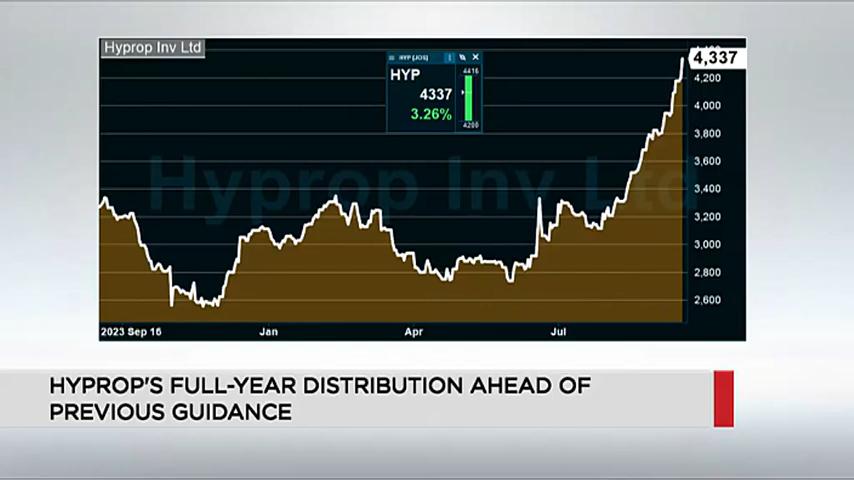 Hyprop Inv Ltd
HYP [JOS]
HYP
4416
4337
3.26%
4200
4,337
4,200
4,000
3,800
3,600
Hyprop Inv Ltd
3,400
3,200
3,000
2,800
2,600
2023 Sep 16 Jan Apr Jul
HYPROP'S FULL-YEAR DISTRIBUTION AHEAD OF
PREVIOUS GUIDANCE